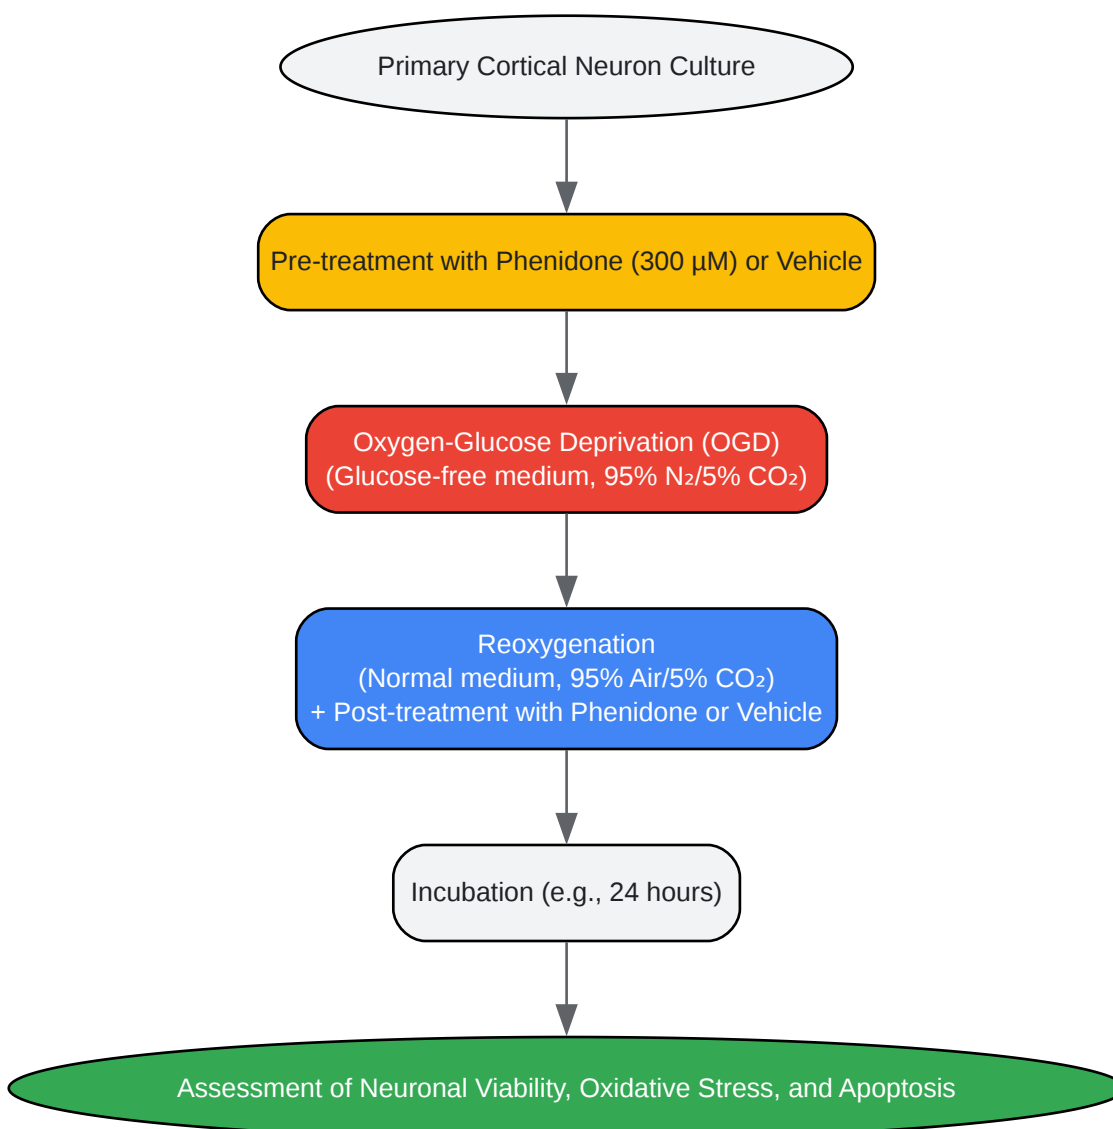 Primary Cortical Neuron Culture
Pre-treatment with Phenidone (300 µM) or Vehicle
Oxygen-Glucose Deprivation (OGD)
(Glucose-free medium, 95% N₂/5% CO₂)
Reoxygenation
(Normal medium, 95% Air/5% CO₂)
+ Post-treatment with Phenidone or Vehicle
Incubation (e.g., 24 hours)
Assessment of Neuronal Viability, Oxidative Stress, and Apoptosis